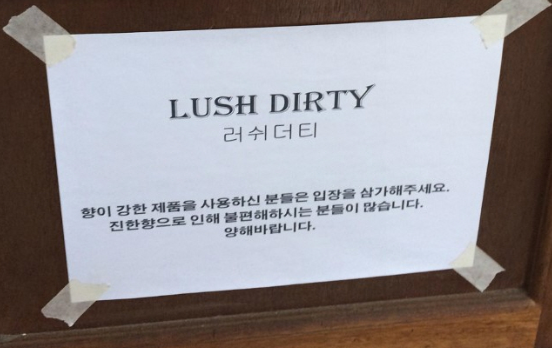 LUSH DIRTY
러쉬더티
향이 강한 제품을 사용하신 분들은 입장을 삼가해주세요.
진한향으로 인해 불편해하시는 분들이 많습니다.
양해바랍니다.